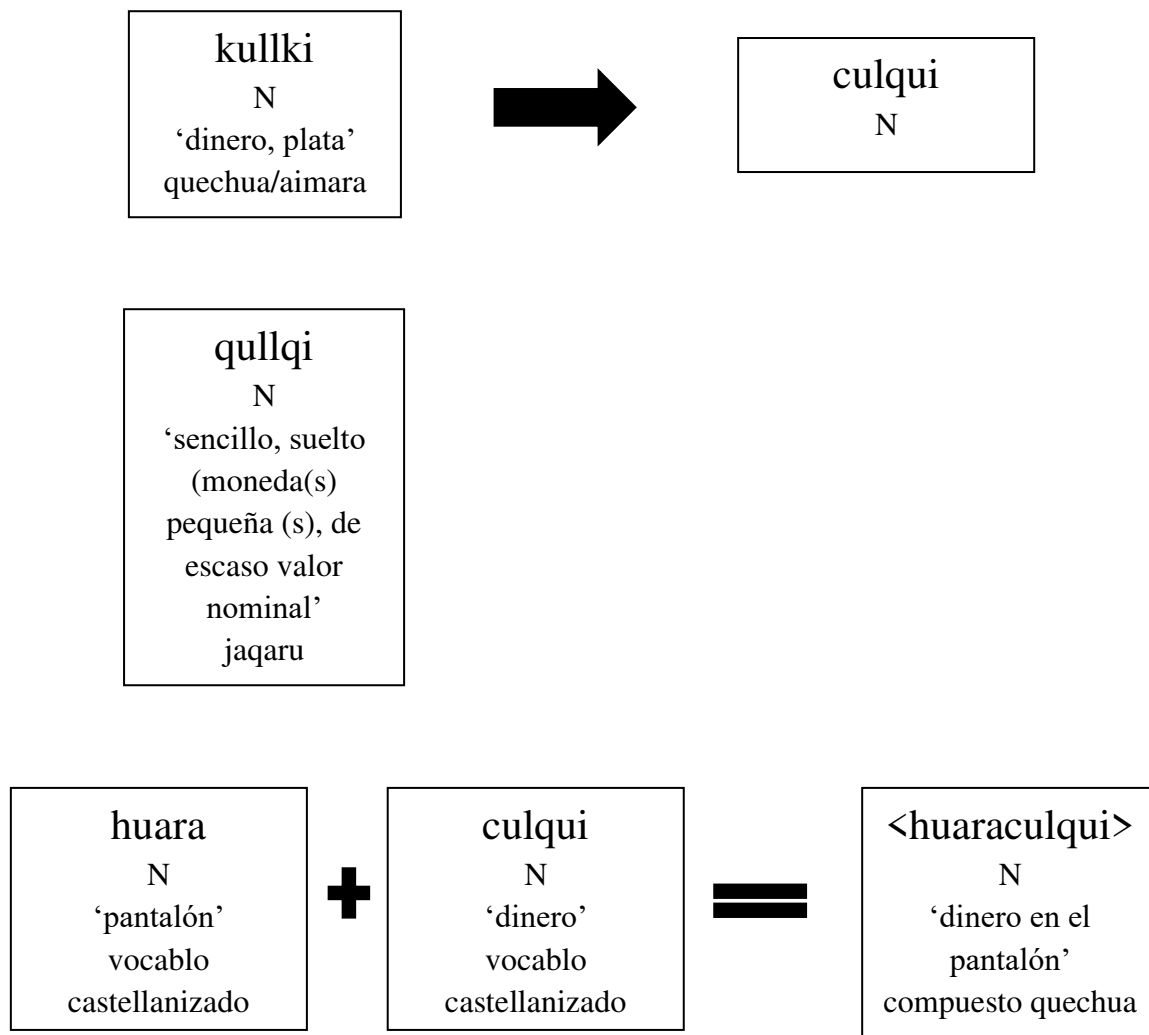 kullki
N
‘dinero, plata’
quechua/aimara
culqui
N
qullqi
N
‘sencillo, suelto
(moneda(s)
pequeña (s), de
escaso valor
nominal’
jaqaru
huara
N
‘pantalón’
vocablo
castellanizado
+
culqui
N
‘dinero’
vocablo
castellanizado
=
<huaraculqui>
N
‘dinero en el
pantalón’
compuesto quechua